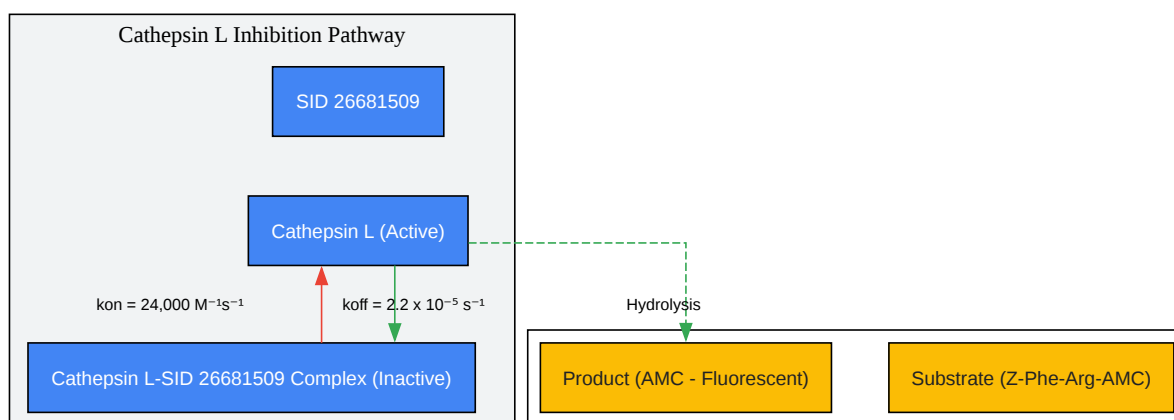 Cathepsin L Inhibition Pathway
SID 26681509
Cathepsin L (Active)
kon = 24,000 M⁻¹s⁻¹
koff = 2.2 x 10⁻⁵ s⁻¹
Hydrolysis
Cathepsin L-SID 26681509 Complex (Inactive)
Product (AMC - Fluorescent)
Substrate (Z-Phe-Arg-AMC)